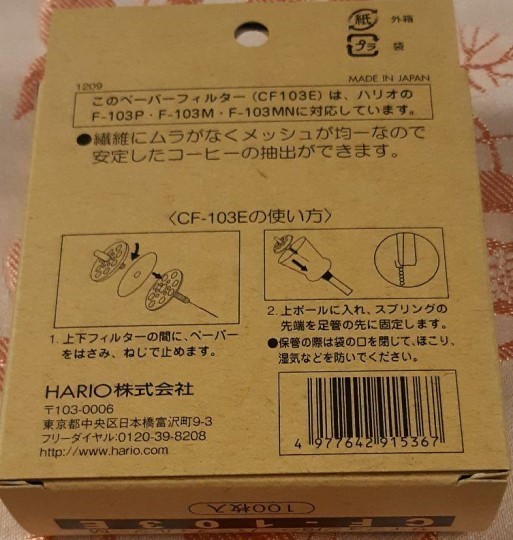 紙 外箱
プラ 袋
1209
MADE IN JAPAN
このペーパーフィルター(CF103E)は、ハリオの
F-103P・F-103M・F-103MNに対応しています。
●繊維にムラがなくメッシュが均一なので
安定したコーヒーの抽出ができます。
〈CF-103Eの使い方〉
1. 上下フィルターの間に、ペーパー
をはさみ、ねじで止めます。
2. 上ボールに入れ、スプリングの
先端を足管の先に固定します。
●保管の際は袋の口を閉じて、ほこり、
湿気などを防いでください。
HARIO株式会社
〒103-0006
東京都中央区日本橋富沢町9-3
フリーダイヤル:0120-39-8208
http://www.hario.com
4 977642 915367
100枚入
CF-103E